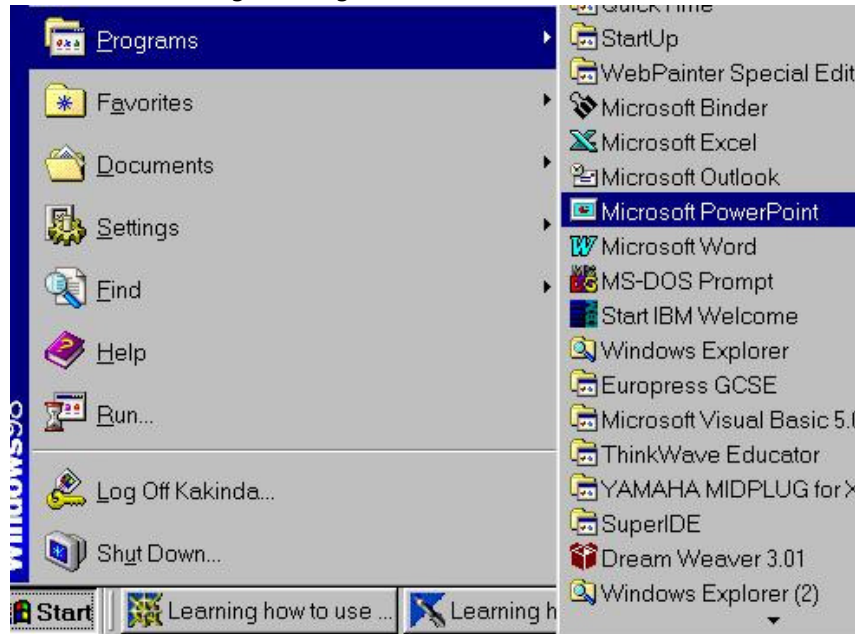 Programs
Favorites
Documents
Settings
Find
Help
Run...
Log Off Kakinda...
Shut Down...
Windows98
Start
Learning how to use ...
Learning h
QuickTime
StartUp
WebPainter Special Edit
Microsoft Binder
Microsoft Excel
Microsoft Outlook
Microsoft PowerPoint
Microsoft Word
MS-DOS Prompt
Start IBM Welcome
Windows Explorer
Europress GCSE
Microsoft Visual Basic 5.0
ThinkWave Educator
YAMAHA MIDPLUG for X
SuperIDE
Dream Weaver 3.01
Windows Explorer (2)